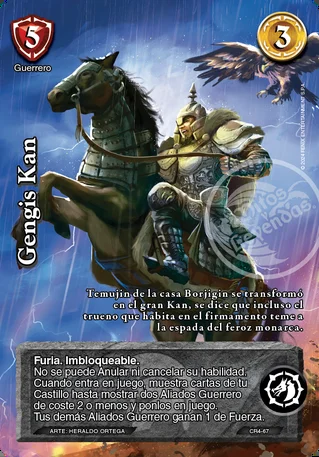 5
3
Guerrero
Gengis Kan
Temujin de la casa Borjigin se transformó
en el gran Kan, se dice que incluso el
trueno que habita en el firmamento teme a
la espada del feroz monarca.
Furia. Imbloqueable.
No se puede Anular ni cancelar su habilidad.
Cuando entra en juego, muestra cartas de tu
Castillo hasta mostrar dos Aliados Guerrero
de coste 2 o menos y ponlos en juego.
Tus demás Aliados Guerrero ganan 1 de Fuerza.
ARTE: HERALDO ORTEGA
CR4-67